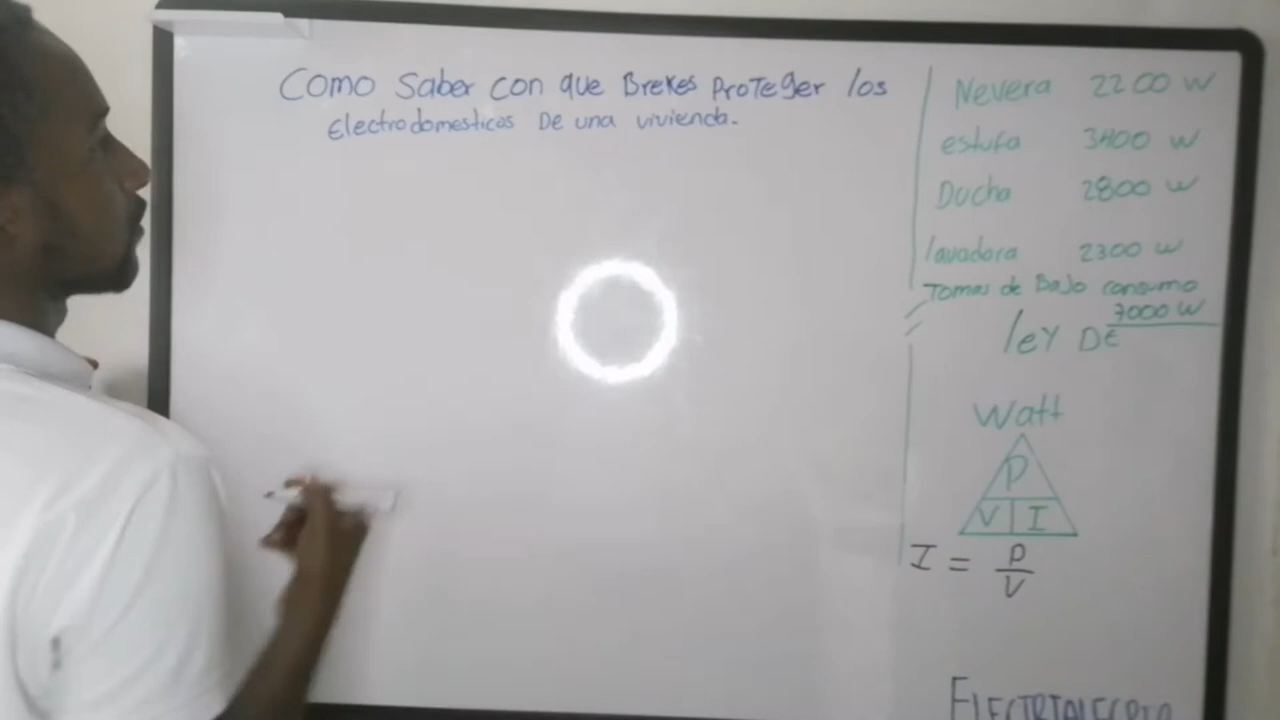 Como Saber con que Brekes Proteger los
Electrodomesticos De una vivienda.
Nevera 2200 W
estufa 3400 W
Ducha 2800 W
lavadora 2300 W
Tomas de Bajo consumo
7000 W
ley DE
Watt
P
V I
I = P
V